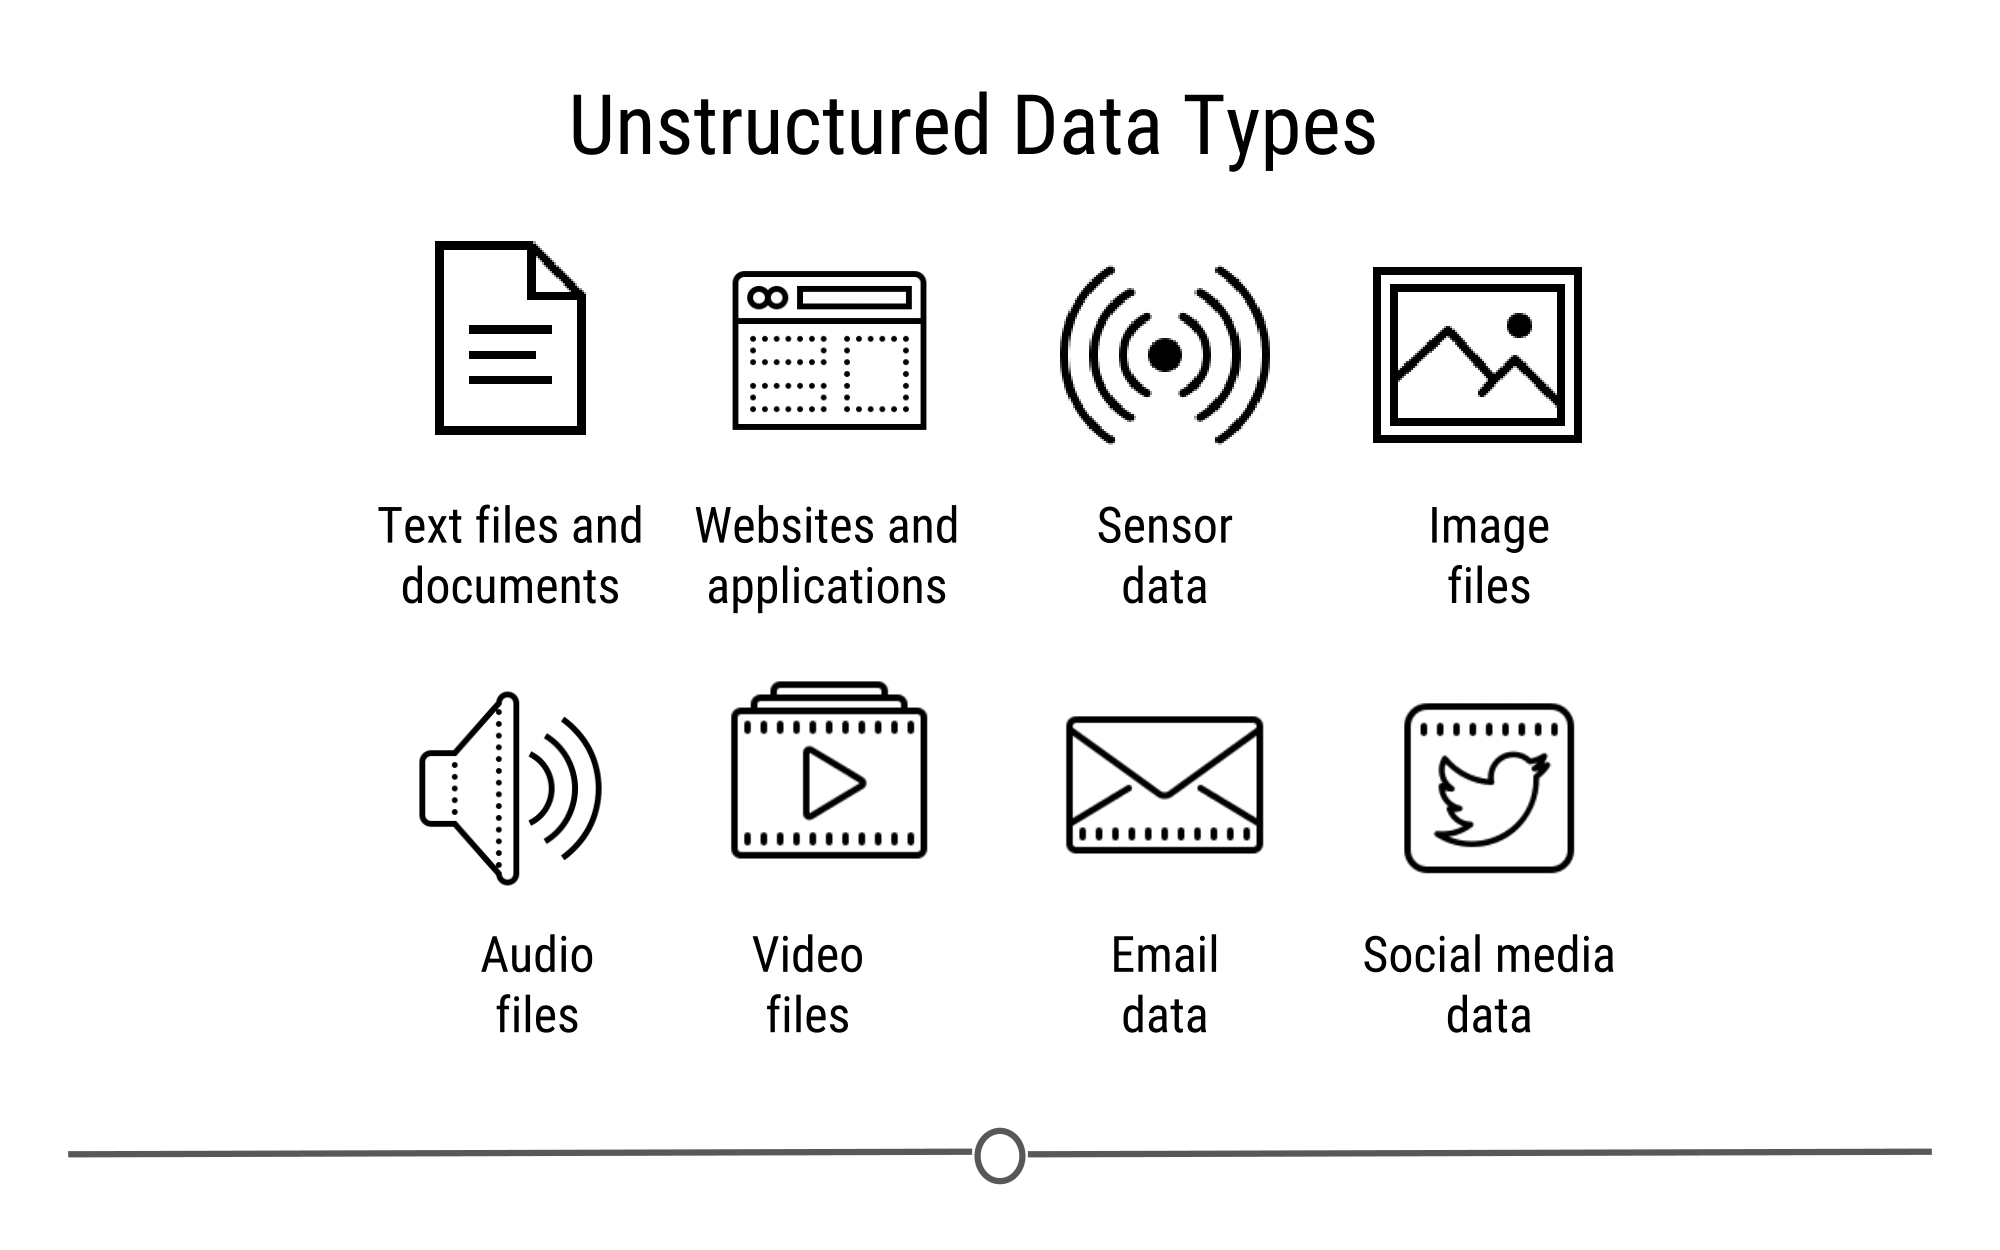 Unstructured Data Types
Text files and
documents
Websites and
applications
Sensor
data
Image
files
Audio
files
Video
files
Email
data
Social media
data